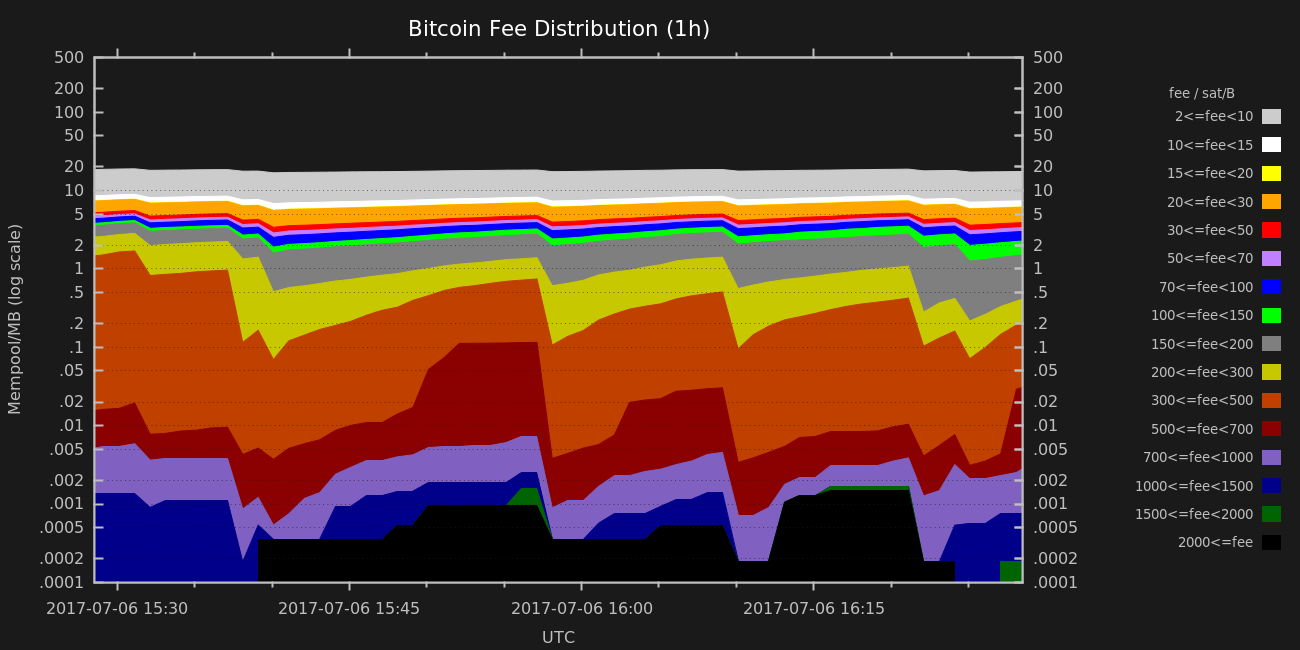 Bitcoin Fee Distribution (1h)
500
200
100
50
20
10
5
2
1
.5
.2
.1
.05
.02
.01
.005
.002
.001
.0005
.0002
.0001
Mempool/MB (log scale)
500
200
100
50
20
10
5
2
1
.5
.2
.1
.05
.02
.01
.005
.002
.001
.0005
.0002
.0001
2017-07-06 15:30 2017-07-06 15:45 2017-07-06 16:00 2017-07-06 16:15
UTC
fee / sat/B
2<=fee<10
10<=fee<15
15<=fee<20
20<=fee<30
30<=fee<50
50<=fee<70
70<=fee<100
100<=fee<150
150<=fee<200
200<=fee<300
300<=fee<500
500<=fee<700
700<=fee<1000
1000<=fee<1500
1500<=fee<2000
2000<=fee